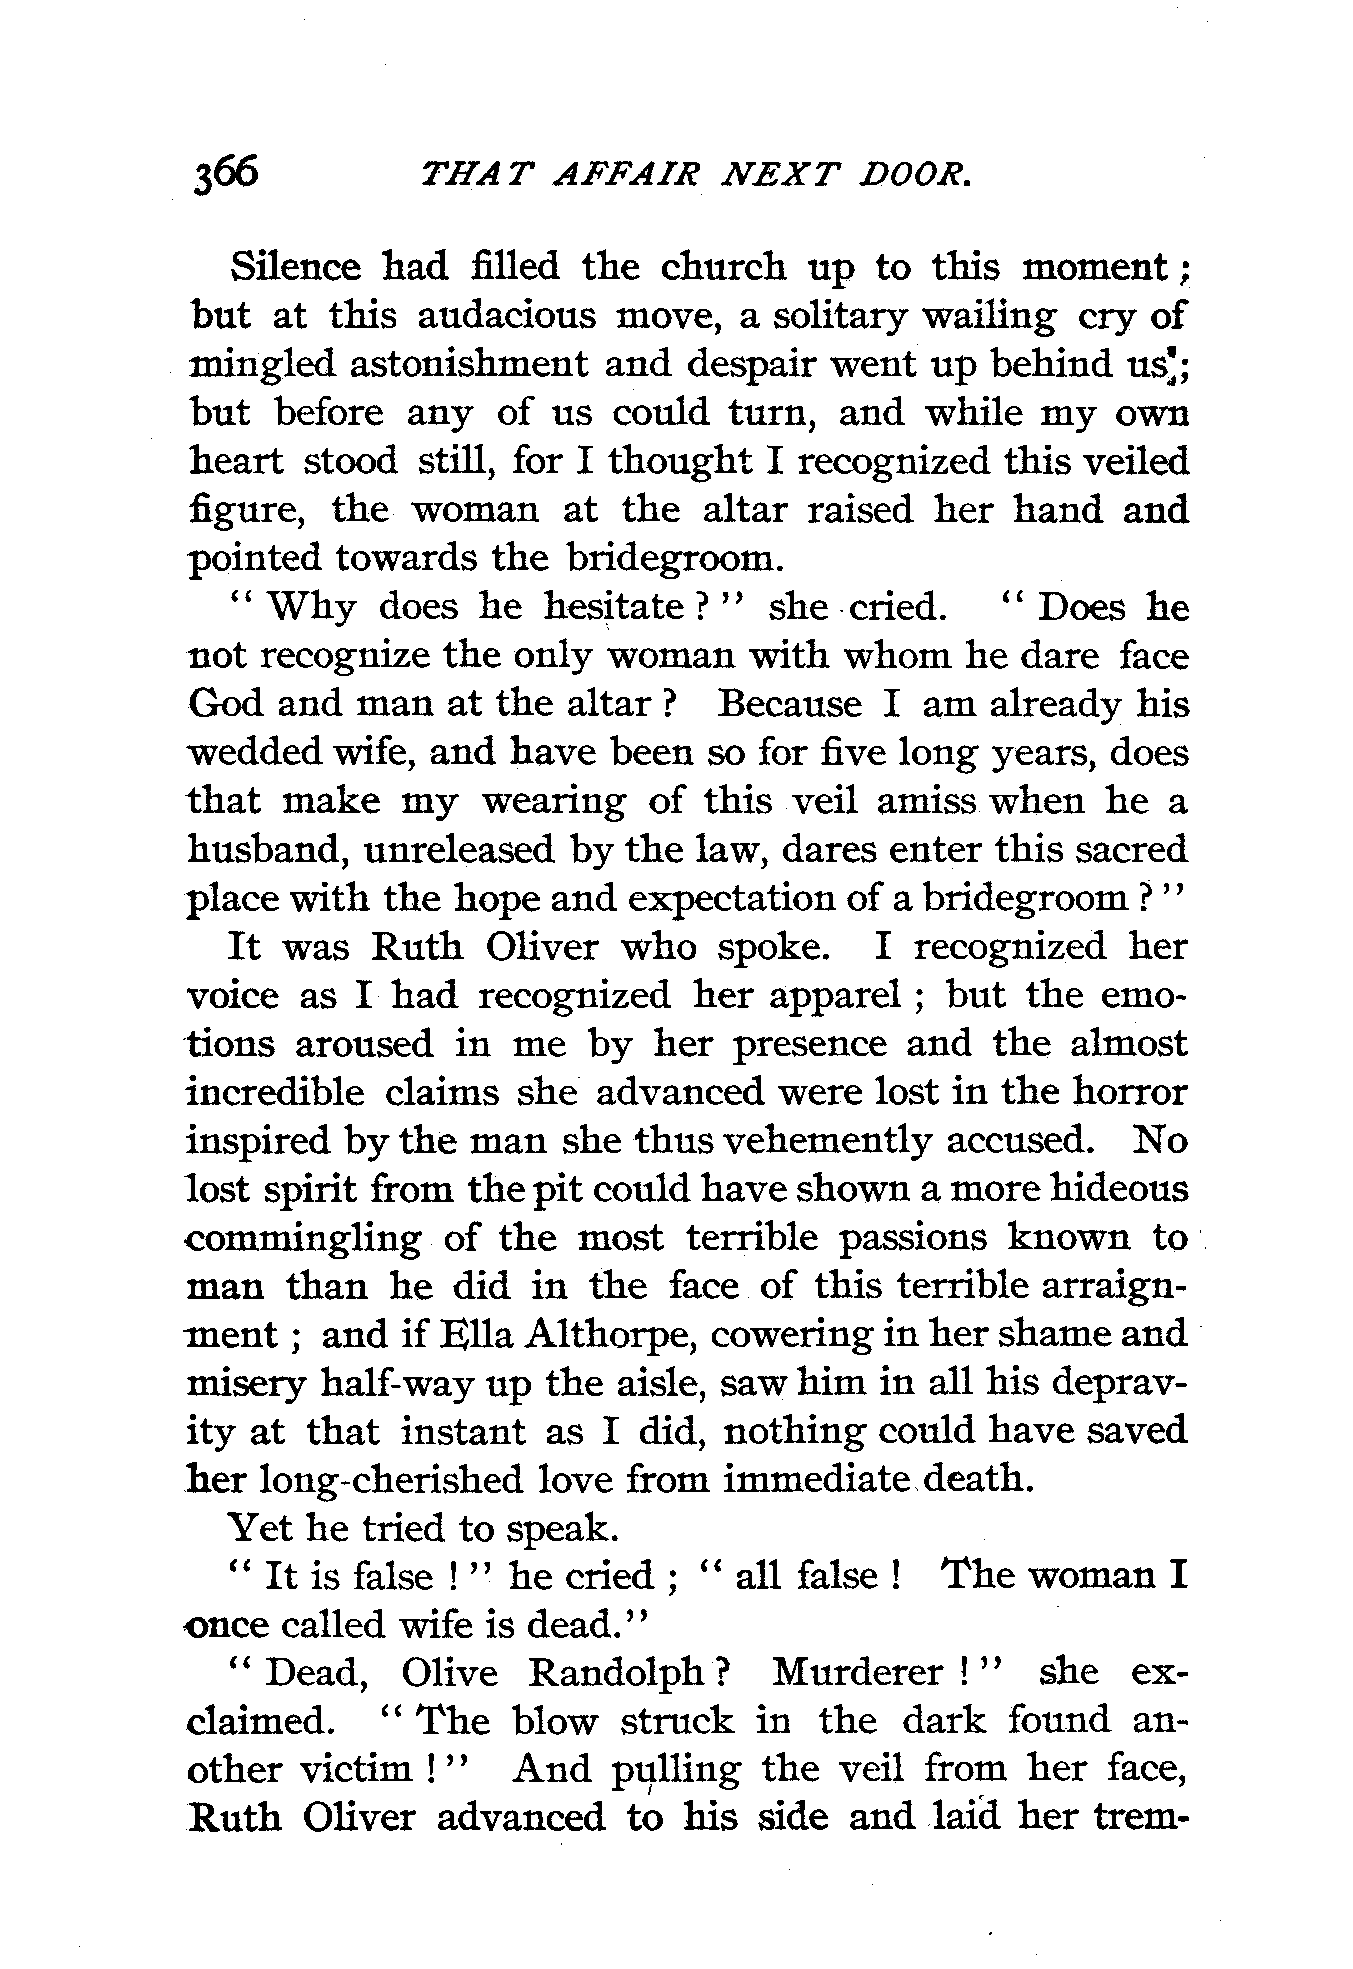 366 THAT AFFAIR NEXT DOOR.
Silence had filled the church up to this moment ;
but at this audacious move, a solitary wailing cry of
mingled astonishment and despair went up behind us ;
but before any of us could turn, and while my own
heart stood still, for I thought I recognized this veiled
figure, the woman at the altar raised her hand and
pointed towards the bridegroom.
“ Why does he hesitate ? ” she cried. “ Does he
not recognize the only woman with whom he dare face
God and man at the altar ? Because I am already his
wedded wife, and have been so for five long years, does
that make my wearing of this veil amiss when he a
husband, unreleased by the law, dares enter this sacred
place with the hope and expectation of a bridegroom ? ”
It was Ruth Oliver who spoke. I recognized her
voice as I had recognized her apparel ; but the emo-
tions aroused in me by her presence and the almost
incredible claims she advanced were lost in the horror
inspired by the man she thus vehemently accused. No
lost spirit from the pit could have shown a more hideous
commingling of the most terrible passions known to
man than he did in the face of this terrible arraign-
ment ; and if Ella Althorpe, cowering in her shame and
misery half-way up the aisle, saw him in all his deprav-
ity at that instant as I did, nothing could have saved
her long-cherished love from immediate death.
Yet he tried to speak.
“ It is false ! ” he cried ; “ all false ! The woman I
once called wife is dead.”
“ Dead, Olive Randolph ? Murderer ! ” she ex-
claimed. “ The blow struck in the dark found an-
other victim ! ” And pulling the veil from her face,
Ruth Oliver advanced to his side and laid her trem-